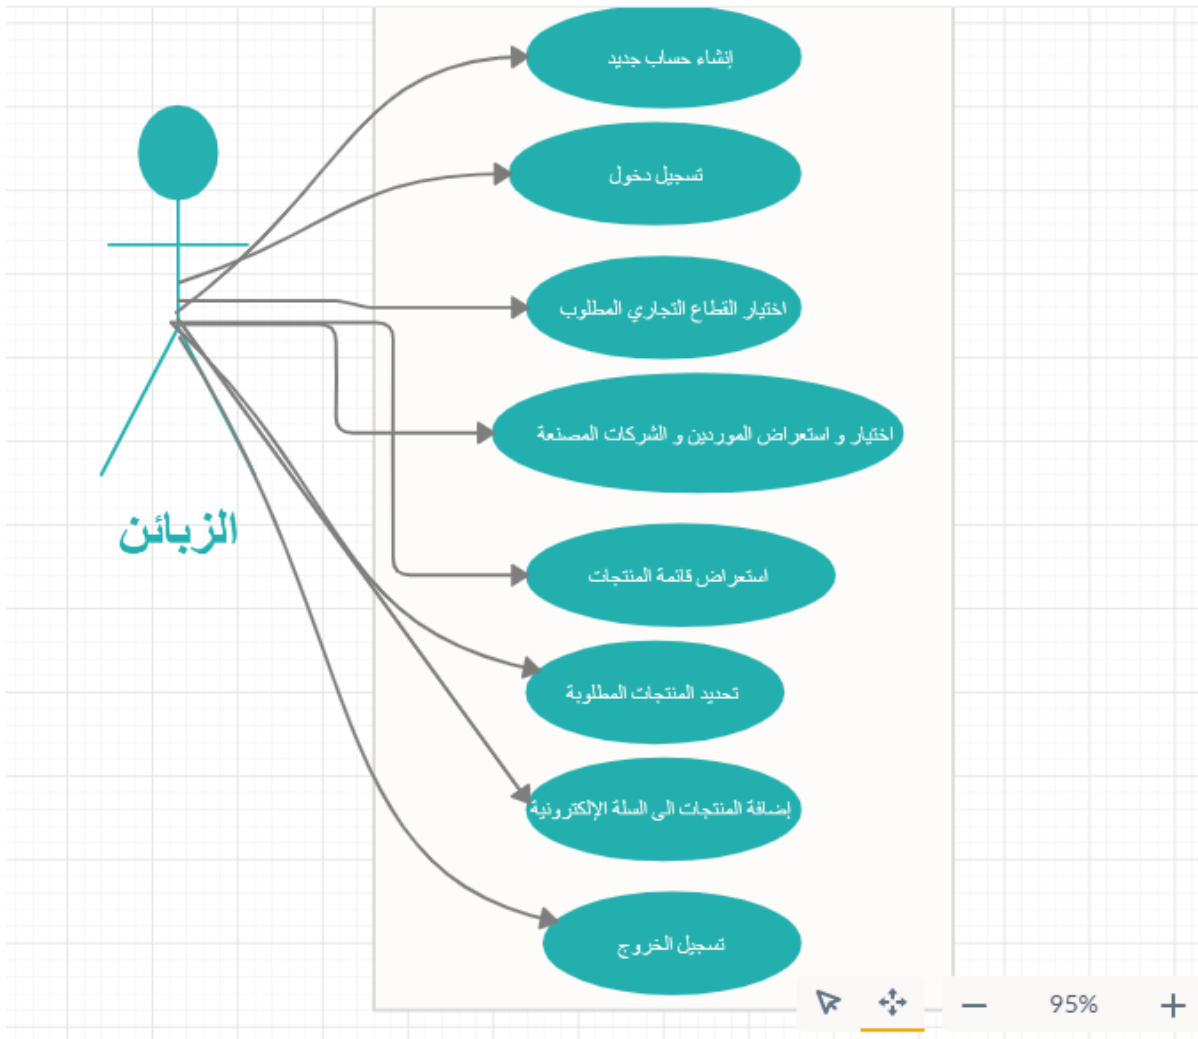 إنشاء حساب جديد
تسجيل دخول
اختيار القطاع التجاري المطلوب
اختيار و استعراض الموردين و الشركات المصنعة
الزبائن
استعراض قائمة المنتجات
تحديد المنتجات المطلوبة
إضافة المنتجات الى السلة الإلكترونية
تسجيل الخروج
95%